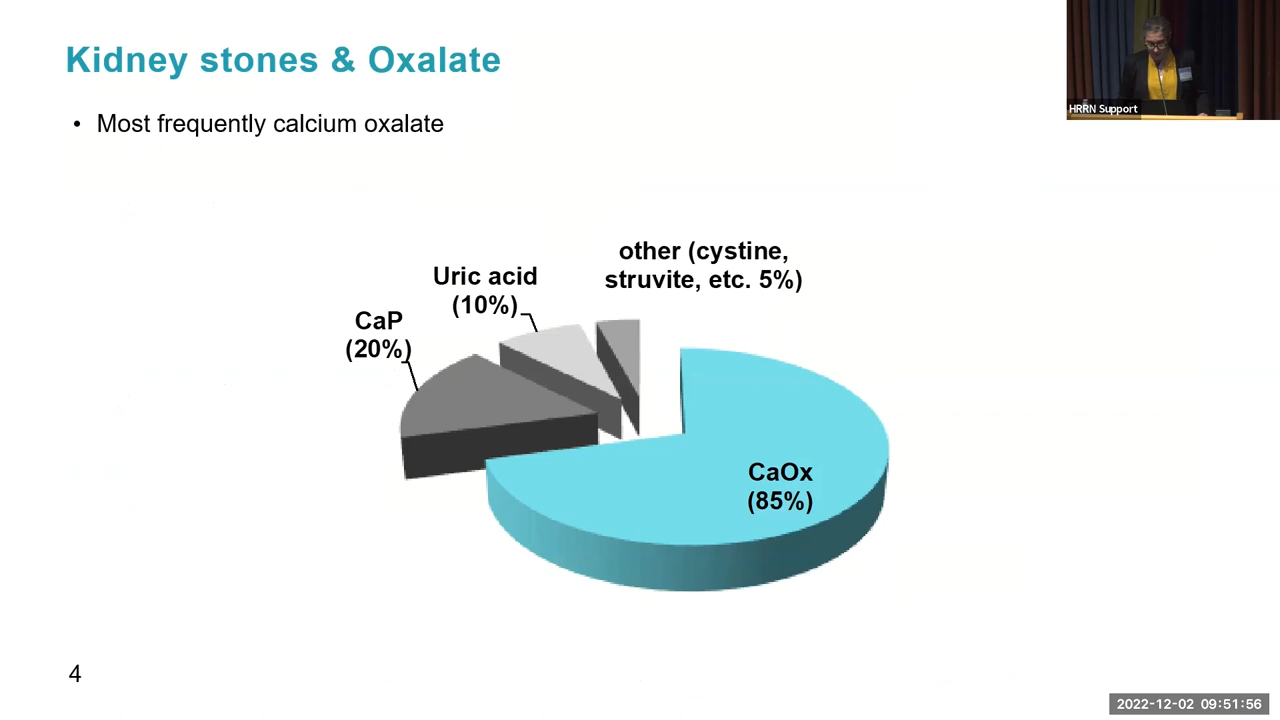 Kidney stones & Oxalate
HRRN Support
• Most frequently calcium oxalate
other (cystine,
struvite, etc. 5%)
Uric acid
(10%)
CaP
(20%)
CaOx
(85%)
4
2022-12-02 09:51:56